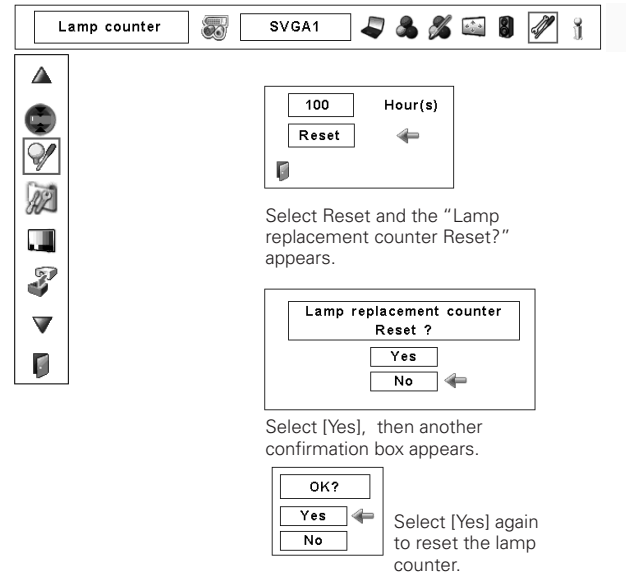 Lamp counter
SVGA1
100 Hour(s)
Reset
Select Reset and the “Lamp
replacement counter Reset?”
appears.
Lamp replacement counter
Reset ?
Yes
No
Select [Yes], then another
confirmation box appears.
OK?
Yes
No
Select [Yes] again
to reset the lamp
counter.